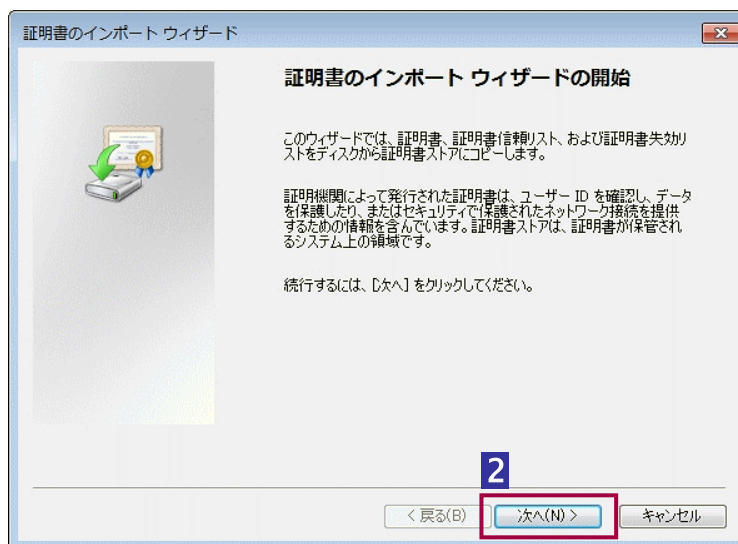 証明書のインポート ウィザード
証明書のインポート ウィザードの開始
このウィザードでは、証明書、証明書信頼リスト、および証明書失効リ
ストをディスクから証明書ストアにコピーします。
証明機関によって発行された証明書は、ユーザー ID を確認し、データ
を保護したり、またはセキュリティで保護されたネットワーク接続を提供
するための情報を含んでいます。証明書ストアは、証明書が保管され
るシステム上の領域です。
続行するには、[次へ] をクリックしてください。
2
< 戻る(B)
次へ(N) >
キャンセル